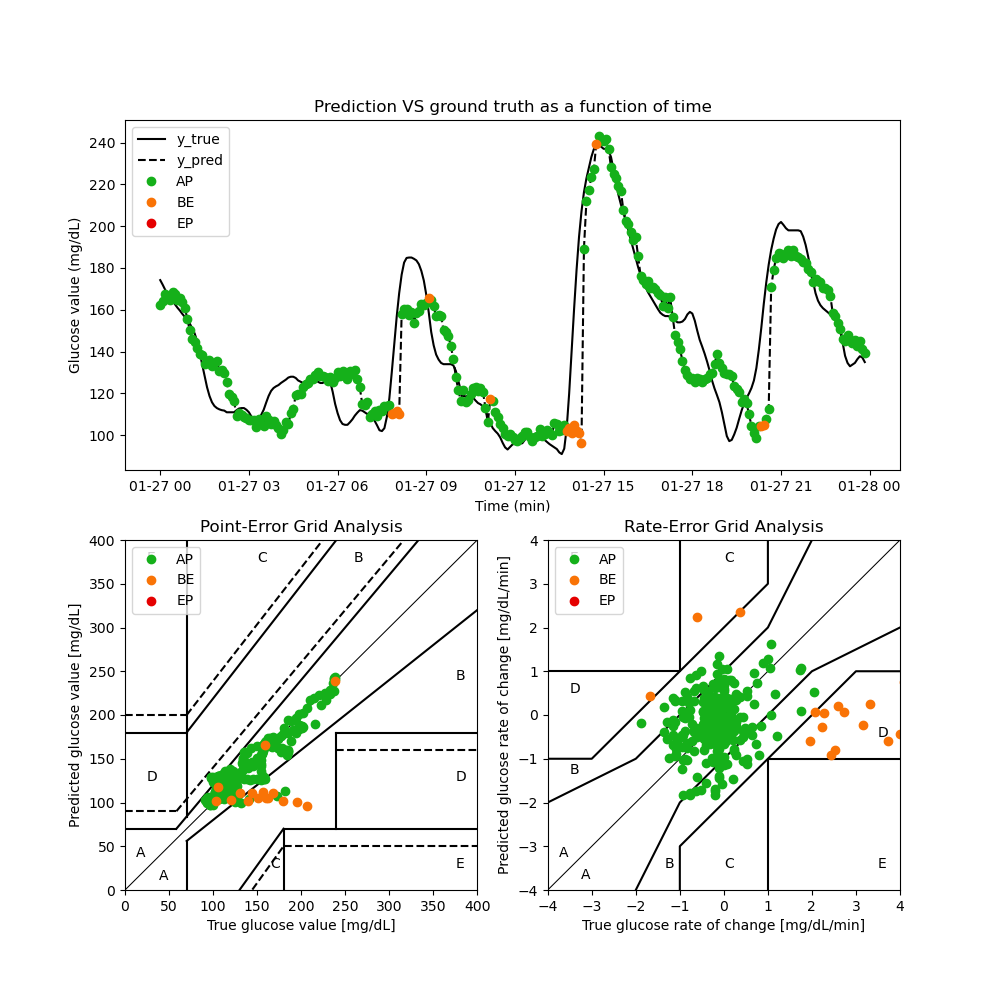 Prediction VS ground truth as a function of time
Glucose value (mg/dL)
240
220
200
180
160
140
120
100
y_true
y_pred
AP
BE
EP
01-27 00 01-27 03 01-27 06 01-27 09 01-27 12 01-27 15 01-27 18 01-27 21 01-28 00
Time (min)
Point-Error Grid Analysis
Predicted glucose value [mg/dL]
400
350
300
250
200
150
100
50
0
AP
BE
EP
C
B
B
D
D
A
A
C
E
0 50 100 150 200 250 300 350 400
True glucose value [mg/dL]
Rate-Error Grid Analysis
Predicted glucose rate of change [mg/dL/min]
4
3
2
1
0
−1
−2
−3
−4
AP
BE
EP
C
D
D
B
A
A
B
C
E
−4 −3 −2 −1 0 1 2 3 4
True glucose rate of change [mg/dL/min]